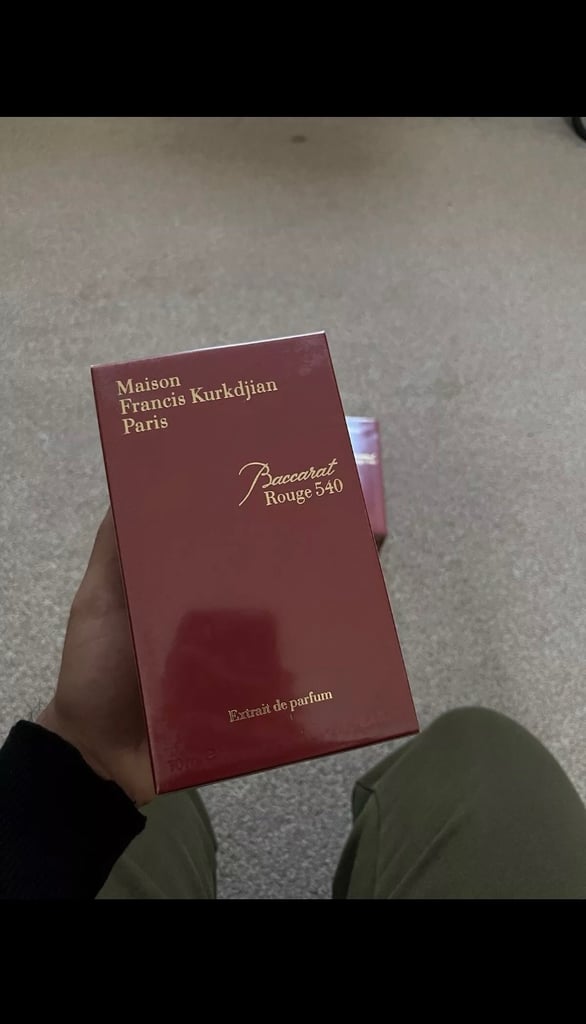 Maison
Francis Kurkdjian
Paris
Baccarat
Rouge 540
Extrait de parfum